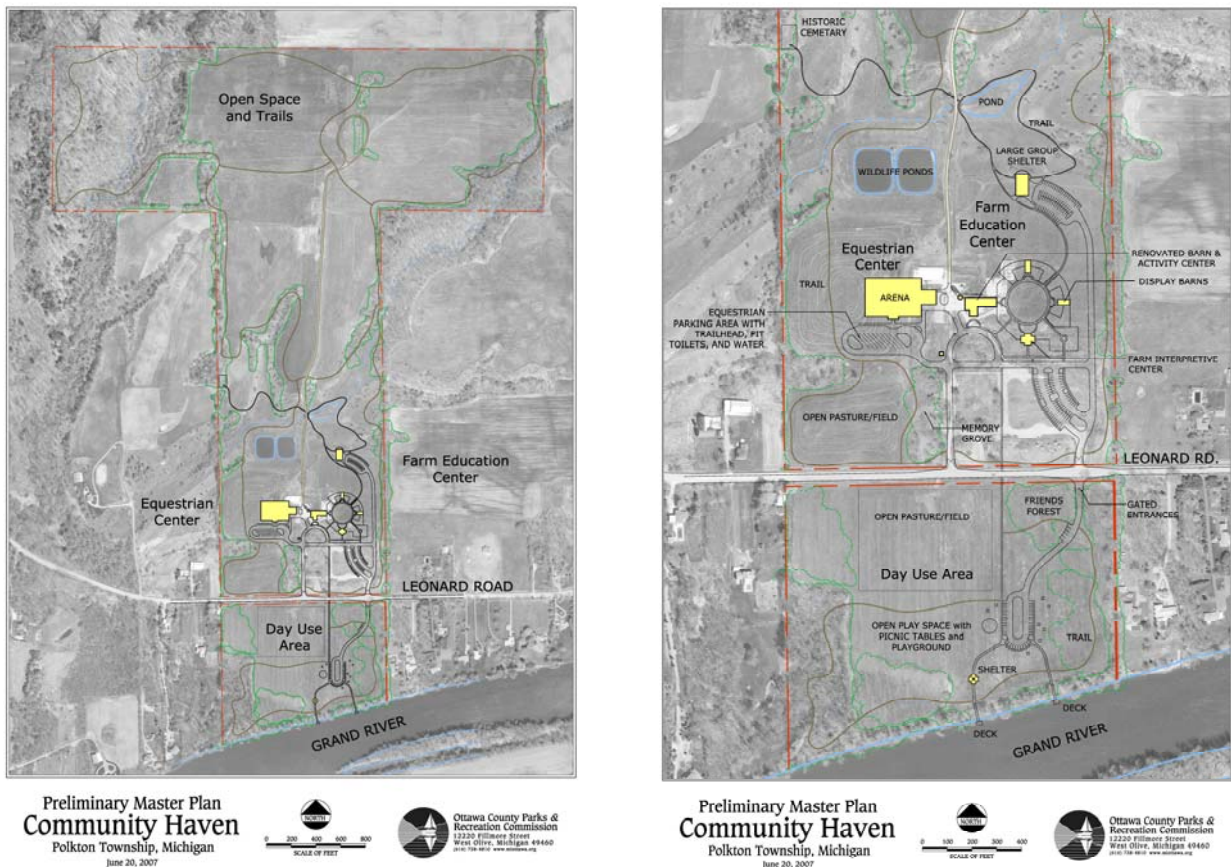 Open Space
and Trails
Farm Education
Center
Equestrian
Center
LEONARD ROAD
Day Use
Area
GRAND RIVER
Preliminary Master Plan
Community Haven
Polkton Township, Michigan
June 20, 2007
NORTH
0 200 400 600 800
SCALE OF FEET
Ottawa County Parks &
Recreation Commission
12220 Fillmore Street
West Olive, Michigan 49460
HISTORIC
CEMETARY
POND
TRAIL
LARGE GROUP
SHELTER
WILDLIFE PONDS
Farm
Education
Center
Equestrian
Center
RENOVATED BARN &
ACTIVITY CENTER
TRAIL
ARENA
DISPLAY BARNS
EQUESTRIAN
PARKING AREA WITH
TRAILHEAD, PIT
TOILETS, AND WATER
FARM INTERPRETIVE
CENTER
OPEN PASTURE/FIELD
MEMORY
GROVE
LEONARD RD.
OPEN PASTURE/FIELD
FRIENDS
FOREST
GATED
ENTRANCES
Day Use Area
OPEN PLAY SPACE with
PICNIC TABLES and
PLAYGROUND
TRAIL
SHELTER
DECK
DECK
GRAND RIVER
Preliminary Master Plan
Community Haven
Polkton Township, Michigan
June 20, 2007
NORTH
0 100 200 300 400
SCALE OF FEET
Ottawa County Parks &
Recreation Commission
12220 Fillmore Street
West Olive, Michigan 49460